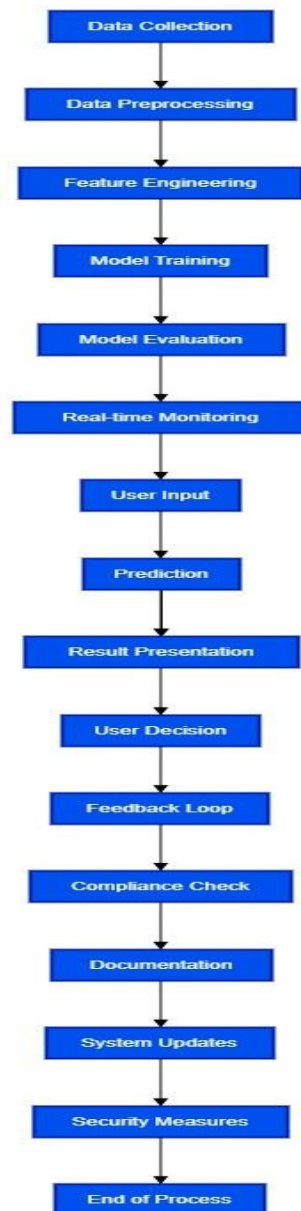 Data Collection
Data Preprocessing
Feature Engineering
Model Training
Model Evaluation
Real-time Monitoring
User Input
Prediction
Result Presentation
User Decision
Feedback Loop
Compliance Check
Documentation
System Updates
Security Measures
End of Process